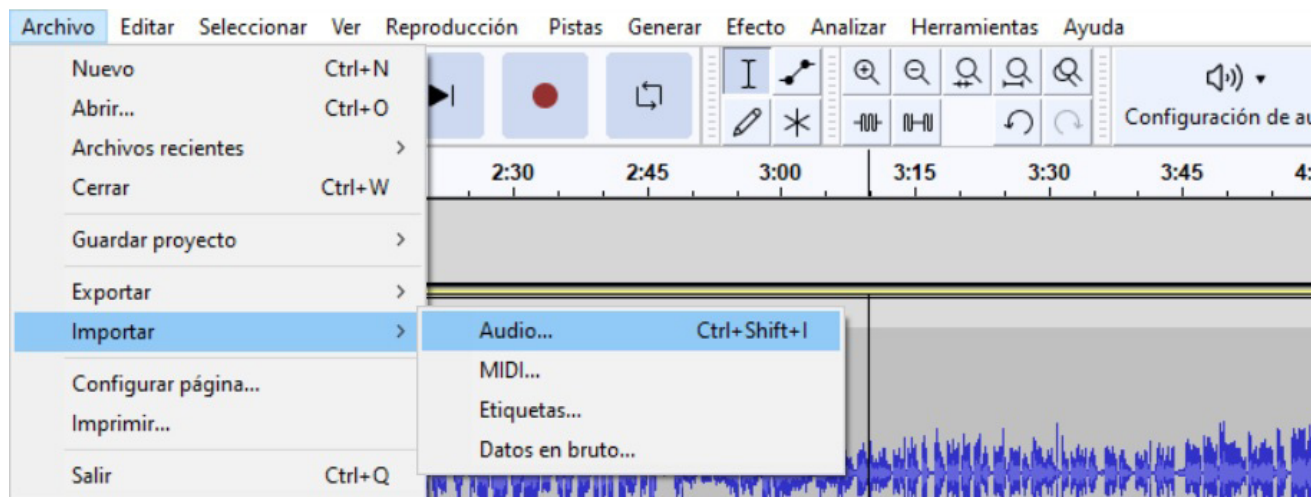 Archivo Editar Seleccionar Ver Reproducción Pistas Generar Efecto Analizar Herramientas Ayuda
Nuevo Ctrl+N
Abrir... Ctrl+O
Archivos recientes
Cerrar Ctrl+W
Guardar proyecto
Exportar
Importar
Configurar página...
Imprimir...
Salir Ctrl+Q
Audio... Ctrl+Shift+I
MIDI...
Etiquetas...
Datos en bruto...
Configuración de
2:30 2:45 3:00 3:15 3:30 3:45